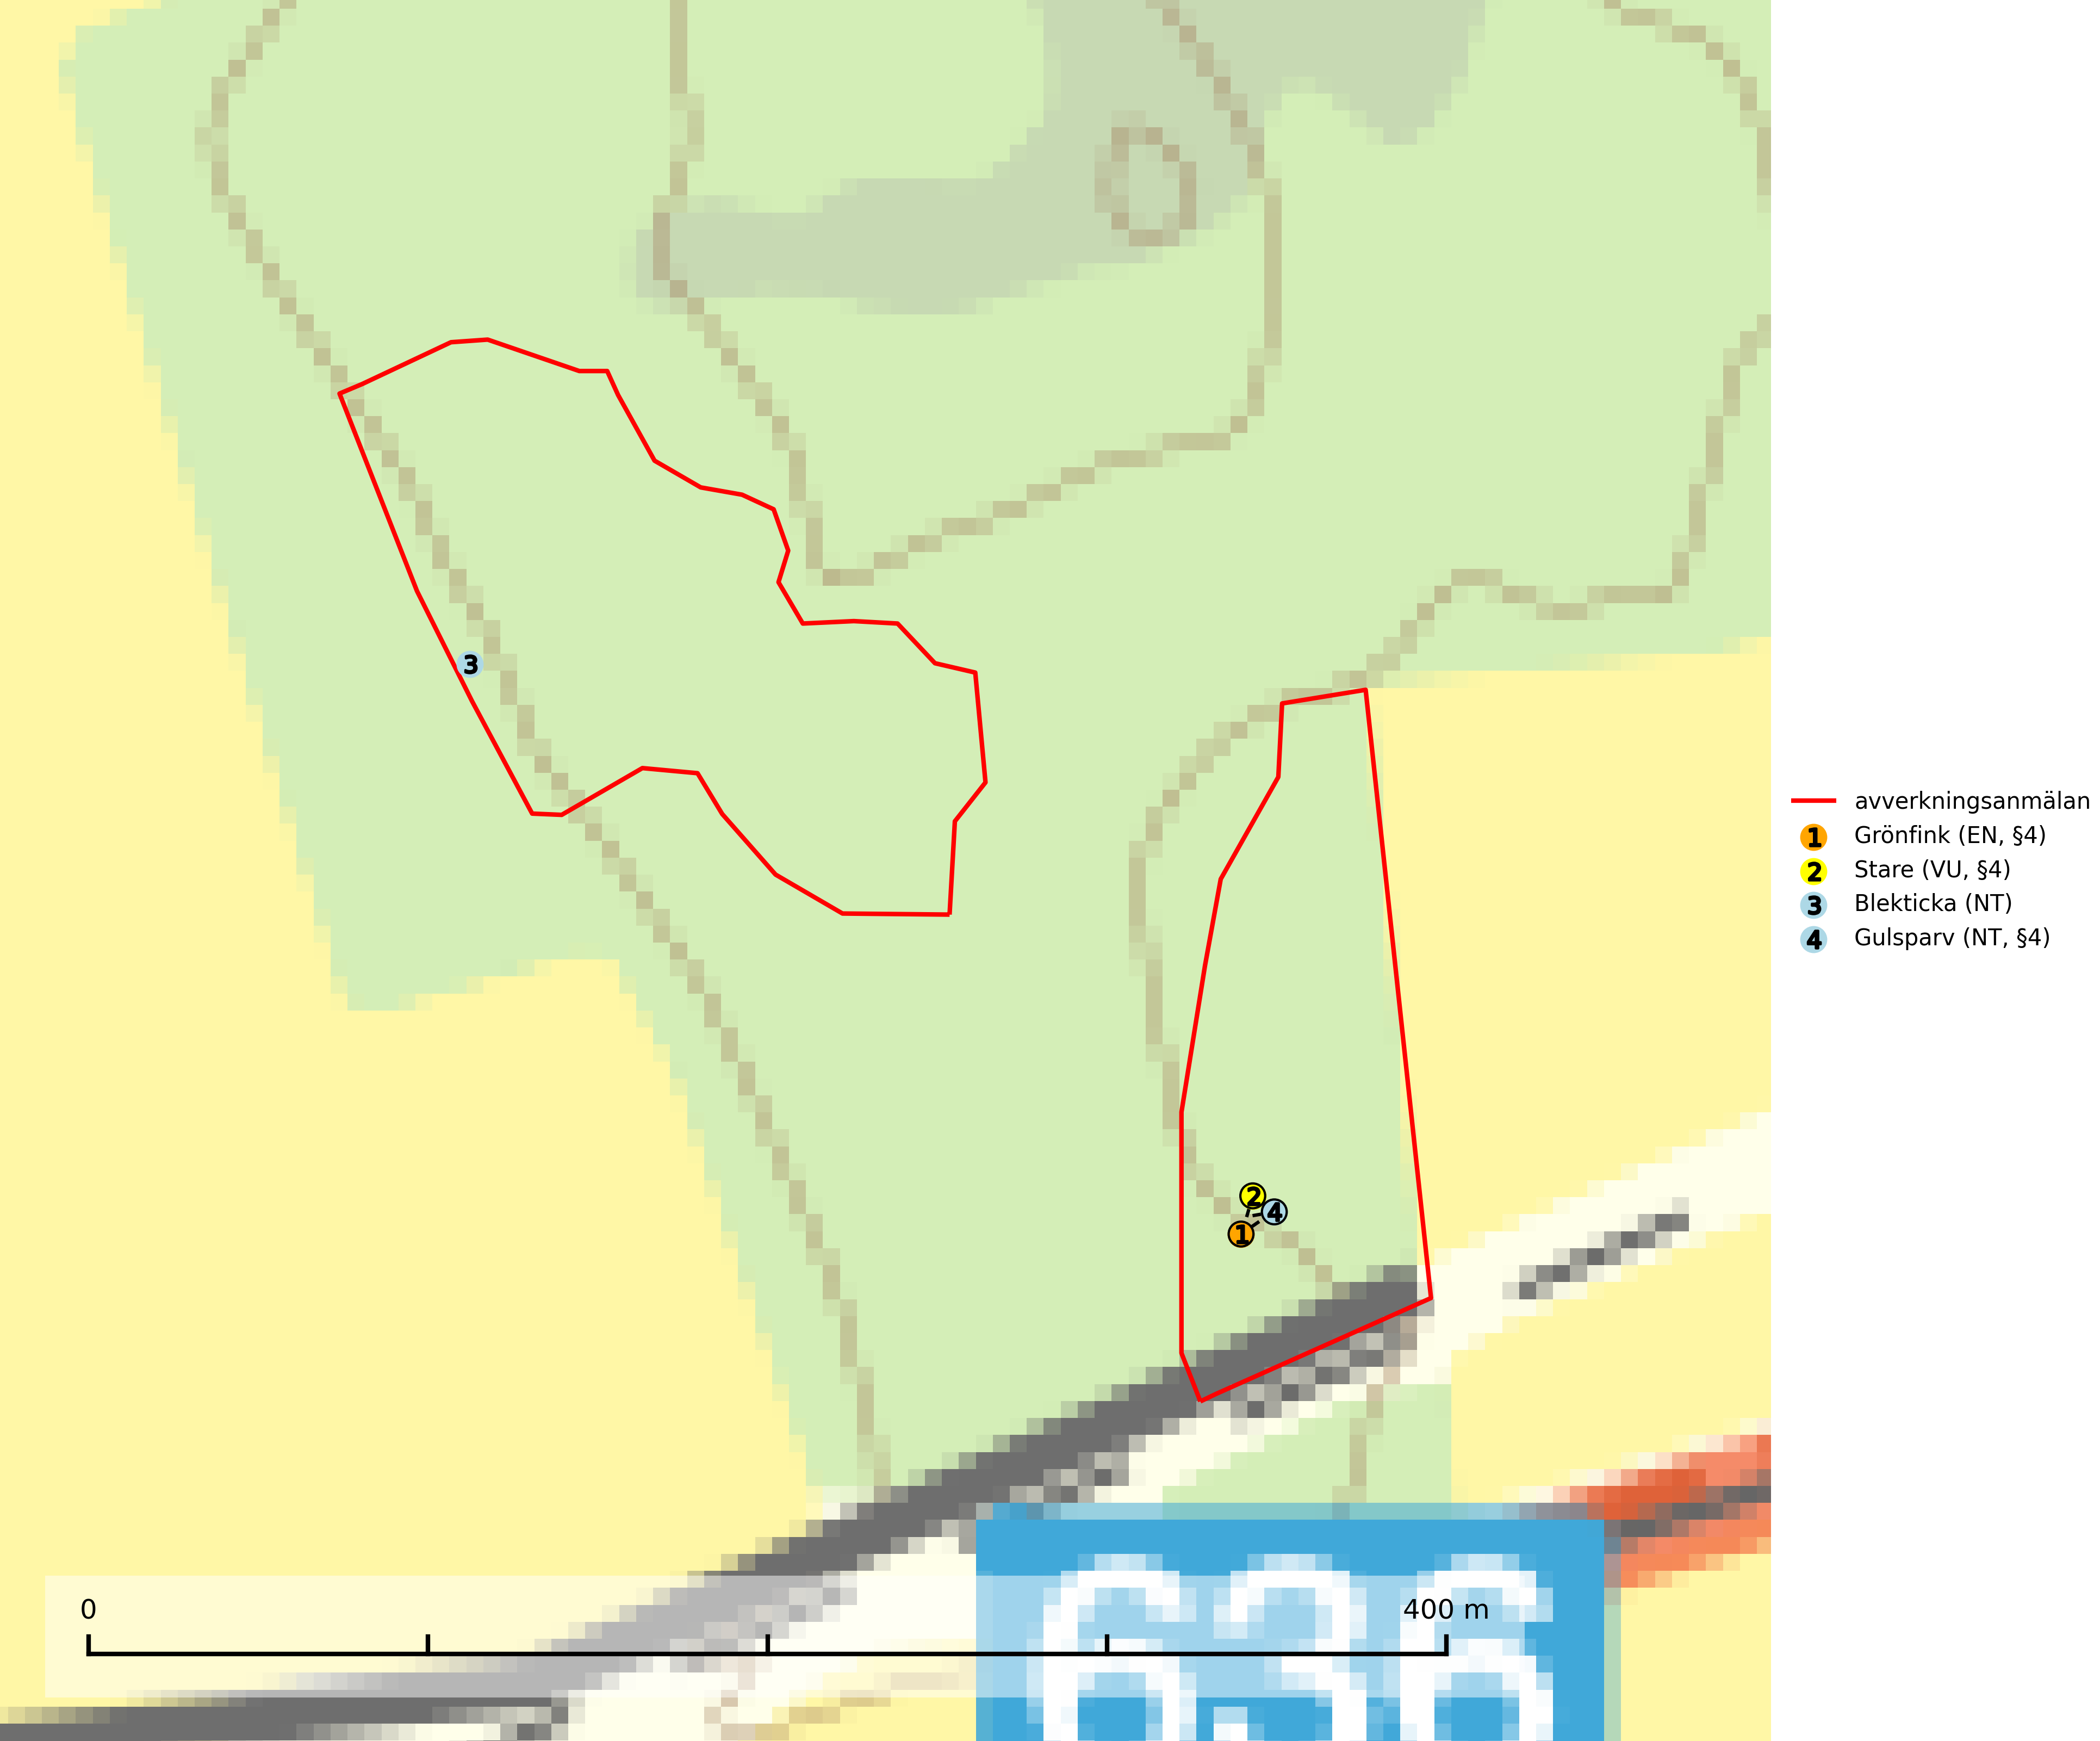 3
2
4
1
avverkningsanmälan
1 Grönfink (EN, §4)
2 Stare (VU, §4)
3 Blekticka (NT)
4 Gulsparv (NT, §4)
0 400 m